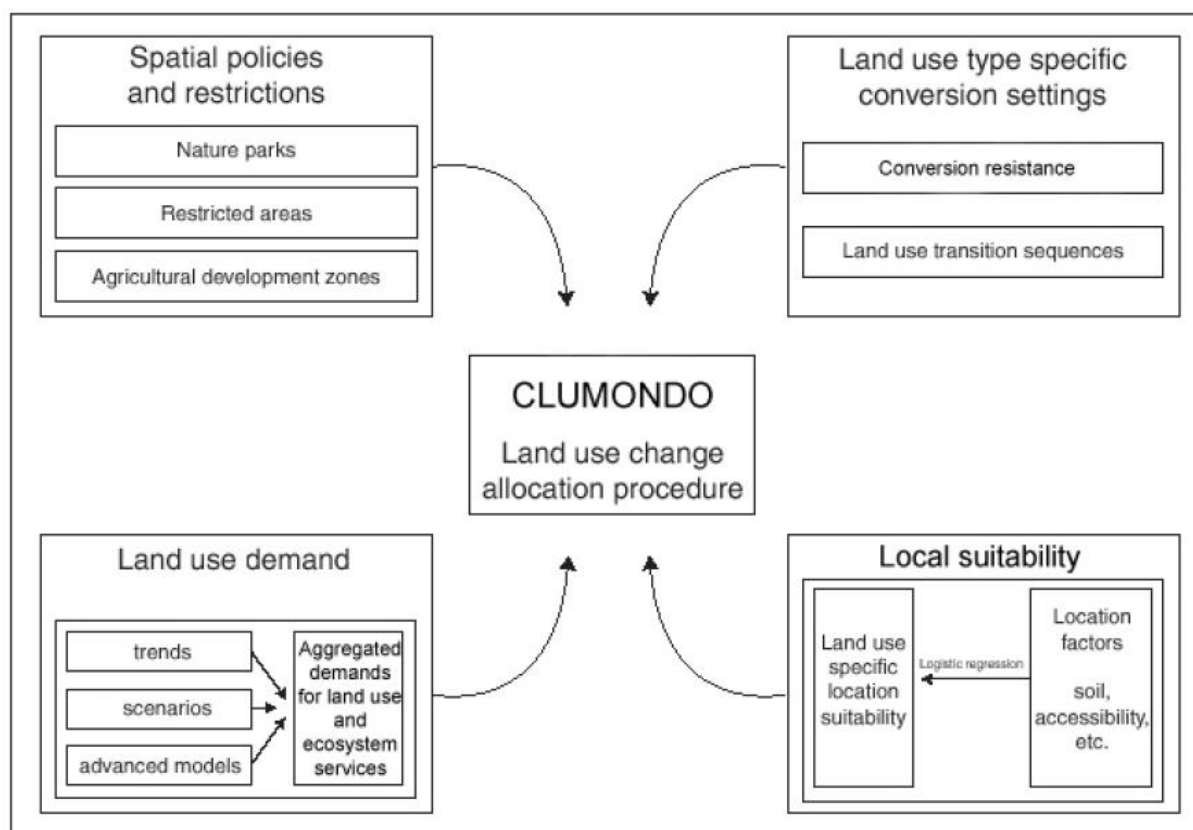 Spatial policies
and restrictions
Nature parks
Restricted areas
Agricultural development zones
Land use type specific
conversion settings
Conversion resistance
Land use transition sequences
CLUMONDO
Land use change
allocation procedure
Land use demand
trends
scenarios
advanced models
Aggregated
demands
for land use
and
ecosystem
services
Local suitability
Land use
specific
location
suitability
Logistic regression
Location
factors
soil,
accessibility,
etc.